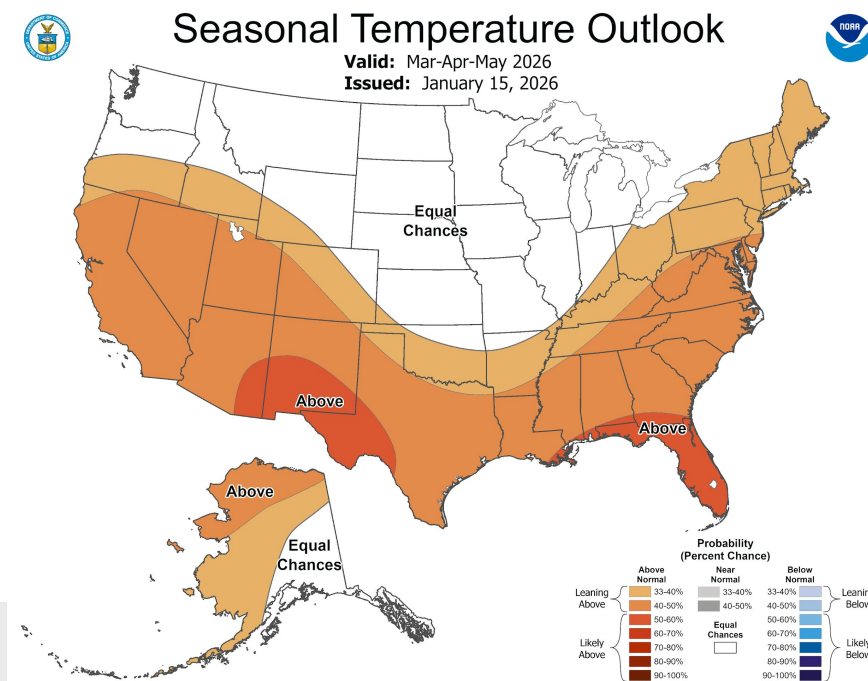 Seasonal Temperature Outlook
Valid: Mar-Apr-May 2026
Issued: January 15, 2026
NOAA
Equal
Chances
Above
Above
Above
Equal
Chances
Probability
(Percent Chance)
Above
Normal
Near
Normal
Below
Normal
Leaning
Above
33-40%
33-40%
33-40%
40-50%
40-50%
40-50%
Leaning
Below
Equal
Chances
Likely
Above
50-60%
50-60%
60-70%
60-70%
70-80%
70-80%
80-90%
80-90%
90-100%
90-100%
Likely
Below